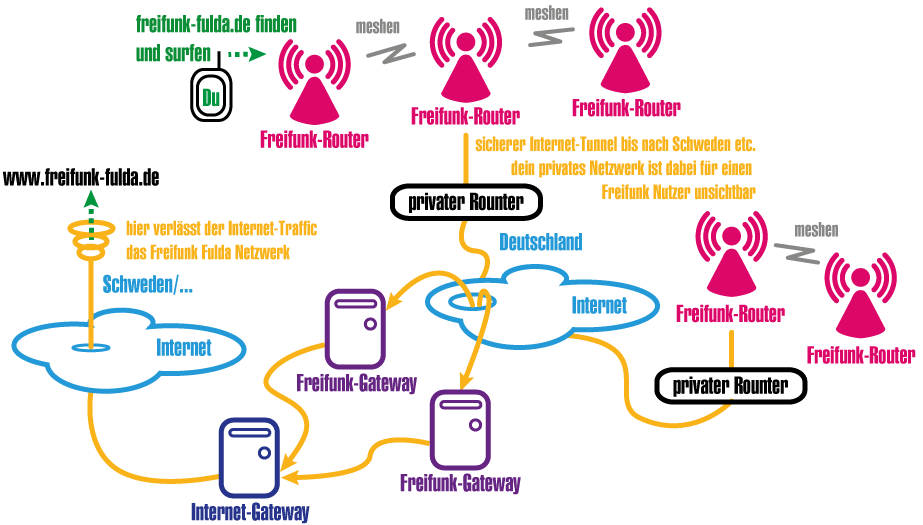 freifunk-fulda.de finden
und surfen
Du
meshen
meshen
Freifunk-Router
Freifunk-Router
Freifunk-Router
sicherer Internet-Tunnel bis nach Schweden etc.
dein privates Netzwerk ist dabei für einen
Freifunk Nutzer unsichtbar
www.freifunk-fulda.de
privater Rounter
hier verlässt der Internet-Traffic
das Freifunk Fulda Netzwerk
Deutschland
meshen
Schweden/...
Internet
Freifunk-Router
Internet
Freifunk-Router
Freifunk-Gateway
privater Rounter
Freifunk-Gateway
Internet-Gateway